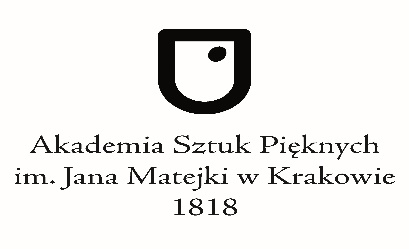 Akademia Sztuk Pięknych
im. Jana Matejki w Krakowie
1818